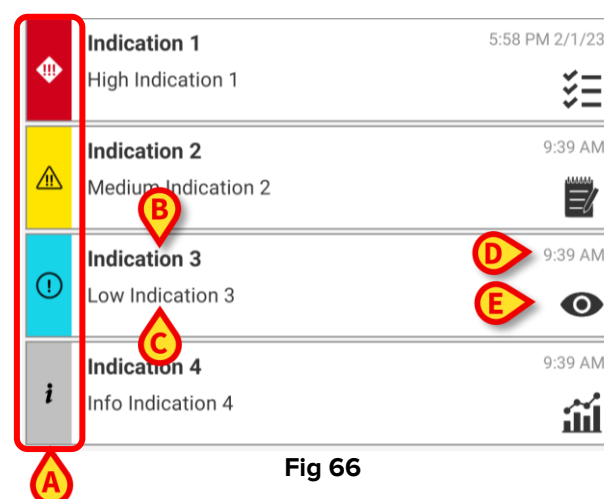 Indication 1
5:58 PM 2/1/23
!!!
High Indication 1
Indication 2
9:39 AM
!!
Medium Indication 2
B
Indication 3
D
9:39 AM
!
Low Indication 3
E
C
Indication 4
9:39 AM
i
Info Indication 4
A
Fig 66